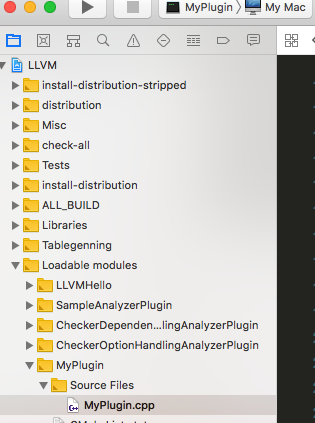 MyPlugin
My Mac
LLVM
install-distribution-stripped
distribution
Misc
check-all
Tests
install-distribution
ALL_BUILD
Libraries
Tablegenning
Loadable modules
LLVMHello
SampleAnalyzerPlugin
CheckerDependen...lingAnalyzerPlugin
CheckerOptionHandlingAnalyzerPlugin
MyPlugin
Source Files
C++
MyPlugin.cpp